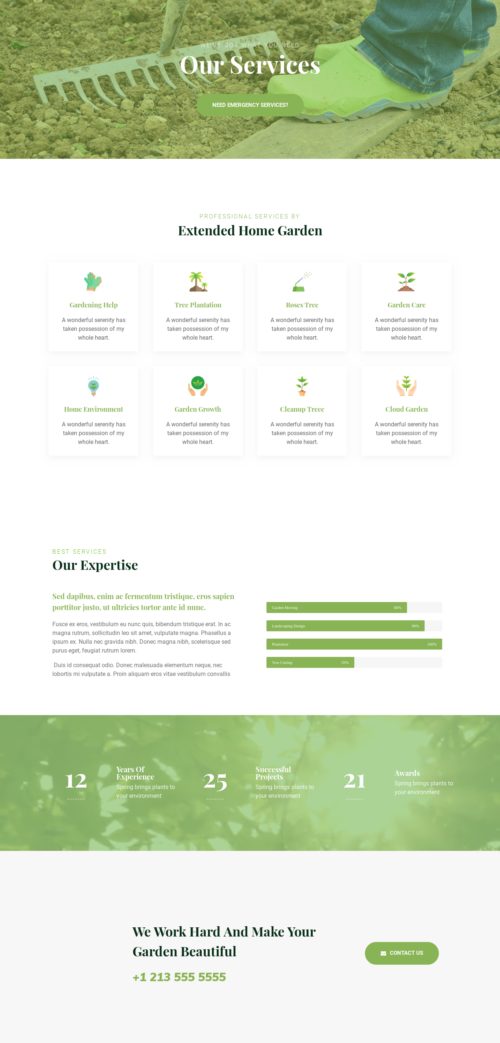 Our Services
NEED EMERGENCY SERVICES?
PROFESSIONAL SERVICES BY
Extended Home Garden
Gardening Help
A wonderful serenity has
taken possession of my
whole heart.
Tree Plantation
A wonderful serenity has
taken possession of my
whole heart.
Roses Tree
A wonderful serenity has
taken possession of my
whole heart.
Garden Care
A wonderful serenity has
taken possession of my
whole heart.
Home Environment
A wonderful serenity has
taken possession of my
whole heart.
Garden Growth
A wonderful serenity has
taken possession of my
whole heart.
Cleanup Treee
A wonderful serenity has
taken possession of my
whole heart.
Cloud Garden
A wonderful serenity has
taken possession of my
whole heart.
BEST SERVICES
Our Expertise
Sed dapibus, enim ac fermentum tristique, eros sapien
porttitor justo, ut ultricies tortor ante id nunc.
Fusce ex eros, vestibulum eu nunc quis, bibendum tristique erat. In ac
magna rutrum, sollicitudin leo sit amet, vulputate magna. Phasellus a
ipsum ex. Nulla nec gravida nibh. Donec magna nibh, scelerisque sed
purus eget, feugiat rutrum lorem.
Duis id consequat odio. Donec malesuada elementum neque, nec
lobortis mi vulputate a. Proin aliquam eros vitae vestibulum convallis
Garden Moving 80%
Landscaping Design 90%
100%
Tree Cutting 50%
12
Years Of
Experience
Spring brings plants to
your environment
25
Successful
Projects
Spring brings plants to
your environment
21
Awards
Spring brings plants to
your environment
We Work Hard And Make Your
Garden Beautiful
+1 213 555 5555
CONTACT US